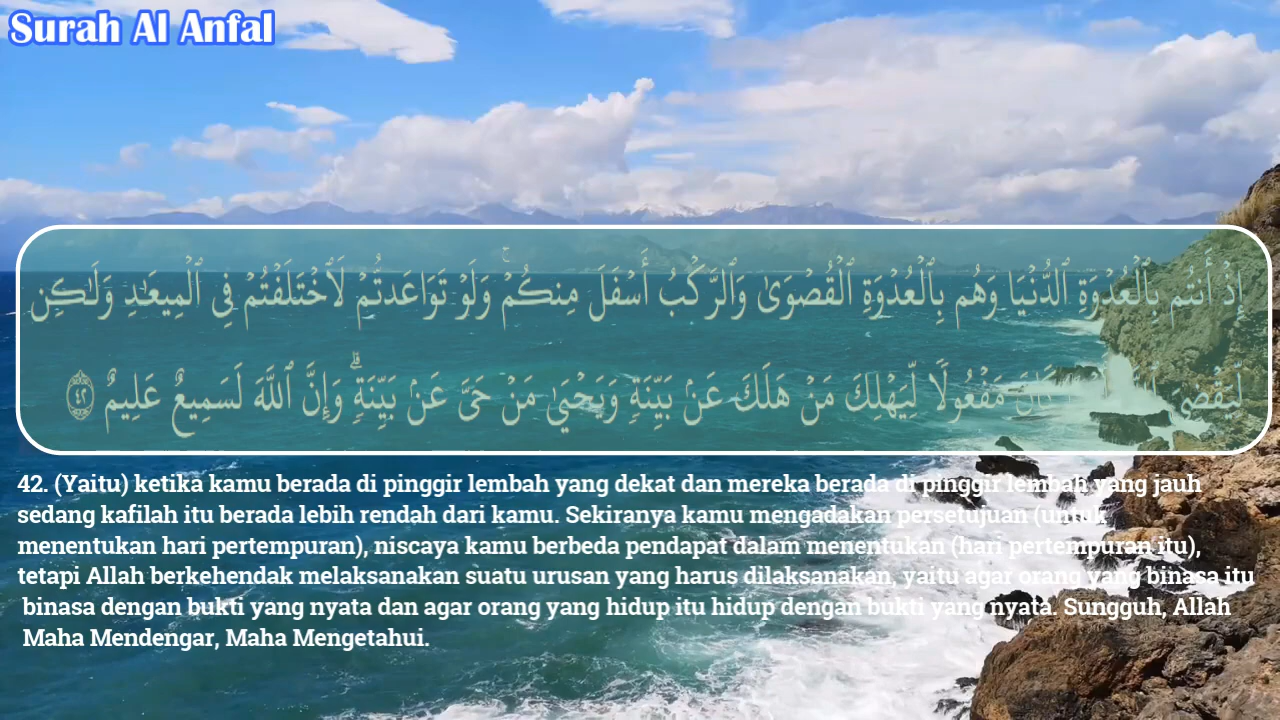 Surah Al Anfal
إِذْ أَنتُم بِٱلْعُدْوَةِ ٱلدُّنْيَا وَهُم بِٱلْعُدْوَةِ ٱلْقُصْوَىٰ وَٱلرَّكْبُ أَسْفَلَ مِنكُمْ ۚ وَلَوْ تَوَاعَدتُّمْ لَٱخْتَلَفْتُمْ فِى ٱلْمِيعَـٰدِ وَلَـٰكِن
لِّيَقْضِىَ كَانَ مَفْعُولًا لِّيَهْلِكَ مَنْ هَلَكَ عَنۢ بَيِّنَةٍ وَيَحْيَىٰ مَنْ حَىَّ عَنۢ بَيِّنَةٍ ۗ وَإِنَّ ٱللَّهَ لَسَمِيعٌ عَلِيمٌ ٤٢
42. (Yaitu) ketika kamu berada di pinggir lembah yang dekat dan mereka berada di pinggir lembah yang jauh
sedang kafilah itu berada lebih rendah dari kamu. Sekiranya kamu mengadakan persetujuan (untuk
menentukan hari pertempuran), niscaya kamu berbeda pendapat dalam menentukan (hari pertempuran itu),
tetapi Allah berkehendak melaksanakan suatu urusan yang harus dilaksanakan, yaitu agar orang yang binasa itu
binasa dengan bukti yang nyata dan agar orang yang hidup itu hidup dengan bukti yang nyata. Sungguh, Allah
Maha Mendengar, Maha Mengetahui.